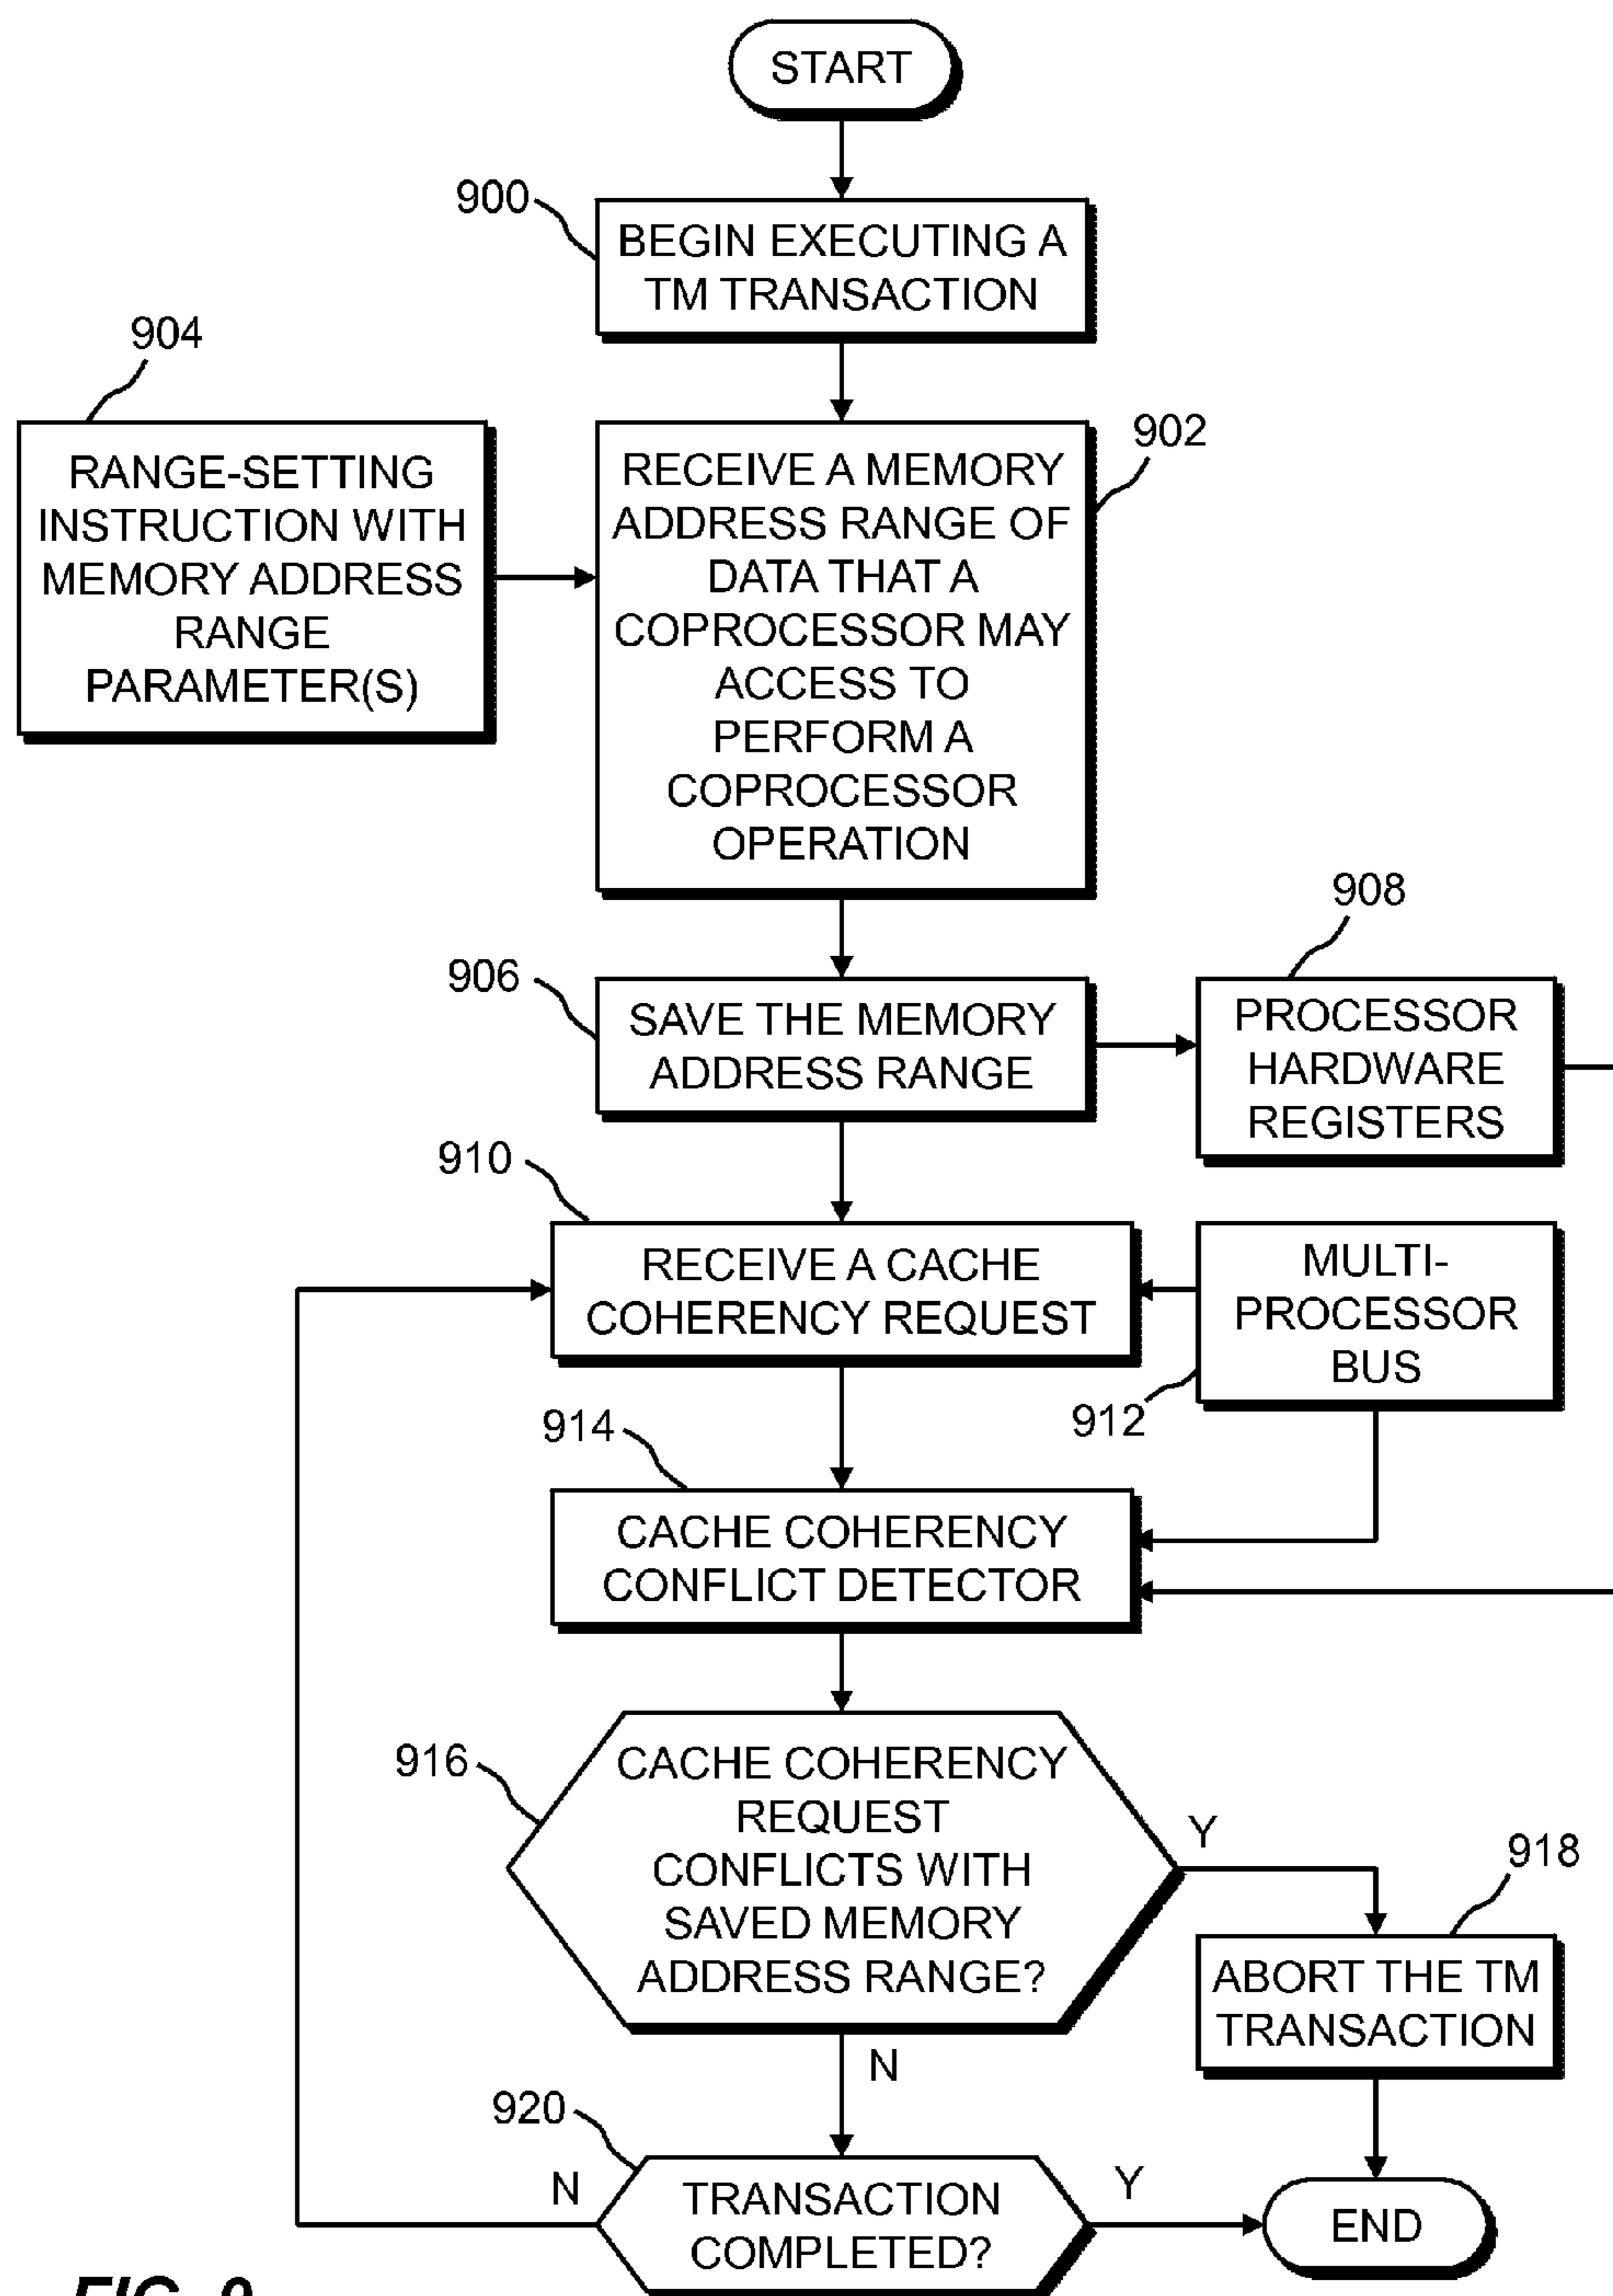 START
900
BEGIN EXECUTING A
TM TRANSACTION
904
RANGE-SETTING
INSTRUCTION WITH
MEMORY ADDRESS
RANGE
PARAMETER(S)
902
RECEIVE A MEMORY
ADDRESS RANGE OF
DATA THAT A
COPROCESSOR MAY
ACCESS TO
PERFORM A
COPROCESSOR
OPERATION
906
SAVE THE MEMORY
ADDRESS RANGE
908
PROCESSOR
HARDWARE
REGISTERS
910
RECEIVE A CACHE
COHERENCY REQUEST
MULTI-
PROCESSOR
BUS
912
914
CACHE COHERENCY
CONFLICT DETECTOR
916
CACHE COHERENCY
REQUEST
CONFLICTS WITH
SAVED MEMORY
ADDRESS RANGE?
Y
918
ABORT THE TM
TRANSACTION
N
920
N
TRANSACTION
COMPLETED?
Y
END